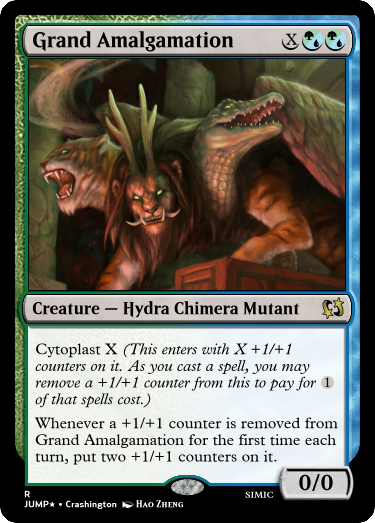 Grand Amalgamation X
Creature — Hydra Chimera Mutant
Cytoplast X (This enters with X +1/+1
counters on it. As you cast a spell, you may
remove a +1/+1 counter from this to pay for 1
of that spells cost.)
Whenever a +1/+1 counter is removed from
Grand Amalgamation for the first time each
turn, put two +1/+1 counters on it.
0/0
R SIMIC
JUMP★ • Crashington Hao Zheng